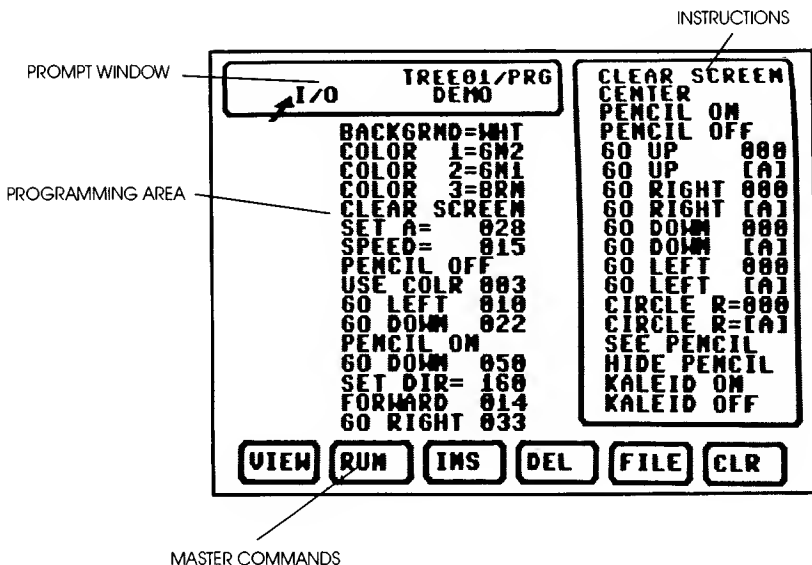 INSTRUCTIONS
PROMPT WINDOW
TREE01/PRG
I/O DEMO
BACKGRND=WHT
COLOR 1=GN2
COLOR 2=GN1
COLOR 3=BRN
CLEAR SCREEN
SET A= 028
SPEED= 015
PENCIL OFF
USE COLR 003
GO LEFT 010
GO DOWN 022
PENCIL ON
GO DOWN 050
SET DIR= 160
FORWARD 014
GO RIGHT 033
PROGRAMMING AREA
CLEAR SCREEN
CENTER
PENCIL ON
PENCIL OFF
GO UP 000
GO UP [A]
GO RIGHT 000
GO RIGHT [A]
GO DOWN 000
GO DOWN [A]
GO LEFT 000
GO LEFT [A]
CIRCLE R=000
CIRCLE R=[A]
SEE PENCIL
HIDE PENCIL
KALEID ON
KALEID OFF
VIEW RUN INS DEL FILE CLR
MASTER COMMANDS